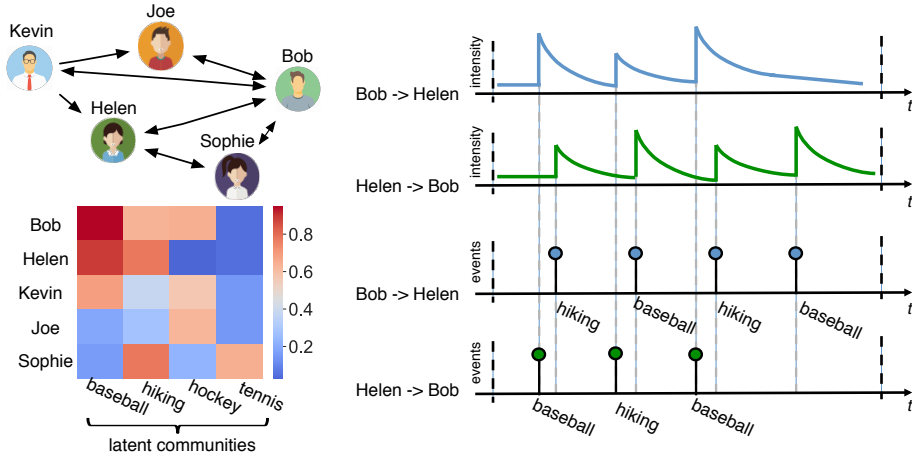 Kevin
Joe
Bob
Helen
Sophie
Bob
Helen
Kevin
Joe
Sophie
0.8
0.6
0.4
0.2
baseball
hiking
hockey
tennis
latent communities
intensity
Bob -> Helen
t
intensity
Helen -> Bob
t
events
Bob -> Helen
t
hiking
baseball
hiking
baseball
events
Helen -> Bob
t
baseball
hiking
baseball